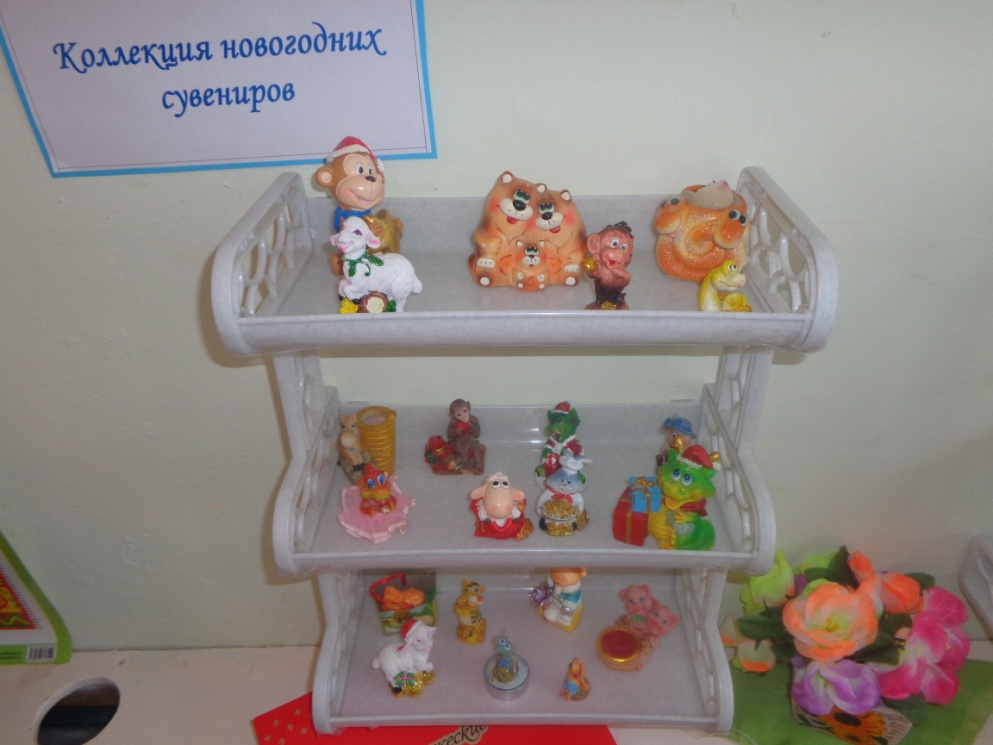 Коллекция новогодних
сувениров